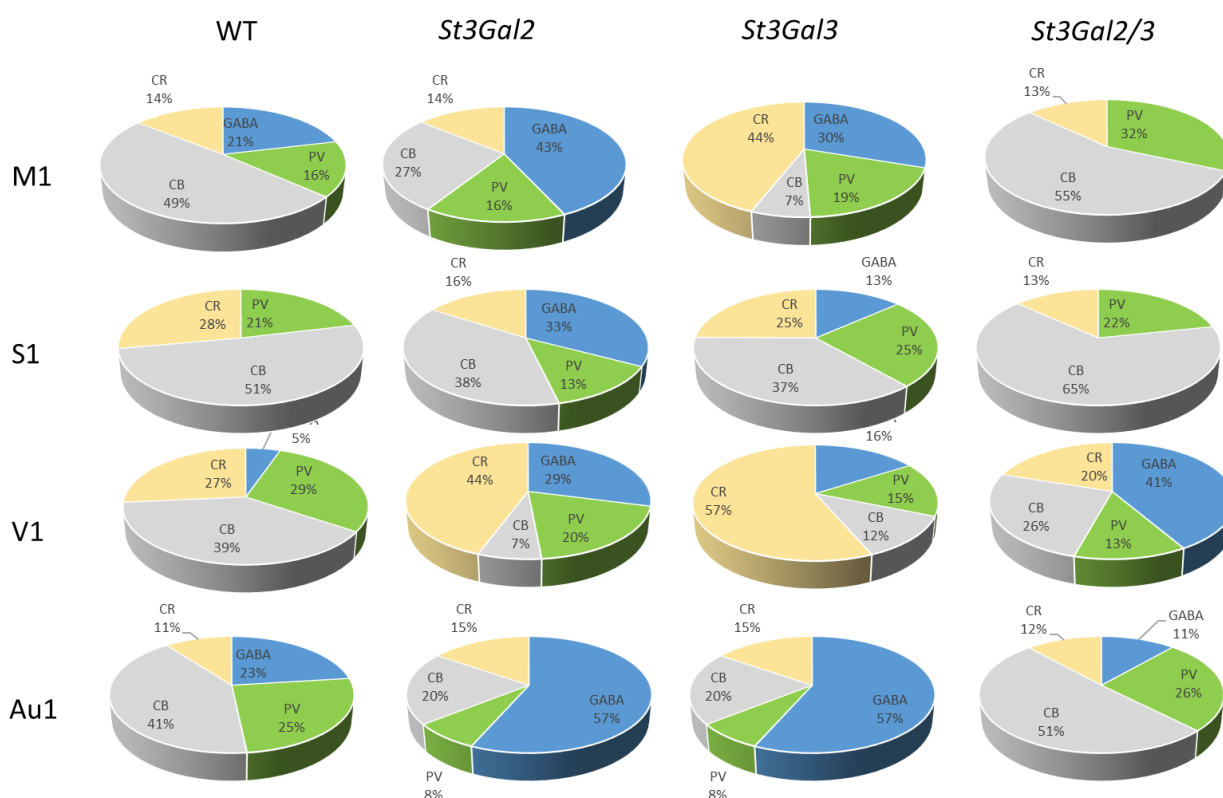 WT
St3Gal2
St3Gal3
St3Gal2/3
M1
CR
14%
GABA
21%
PV
16%
CB
49%
CR
14%
GABA
43%
CB
27%
PV
16%
CR
44%
GABA
30%
CB
7%
PV
19%
CR
13%
PV
32%
CB
55%
S1
CR
28%
PV
21%
CB
51%
CR
16%
GABA
33%
CB
38%
PV
13%
GABA
13%
CR
25%
PV
25%
CB
37%
CR
13%
PV
22%
CB
65%
V1
5%
CR
27%
PV
29%
CB
39%
CR
44%
GABA
29%
CB
7%
PV
20%
16%
CR
57%
PV
15%
CB
12%
CR
20%
GABA
41%
CB
26%
PV
13%
Au1
CR
11%
GABA
23%
CB
41%
PV
25%
CR
15%
CB
20%
GABA
57%
PV
8%
CR
15%
CB
20%
GABA
57%
PV
8%
CR
12%
GABA
11%
PV
26%
CB
51%